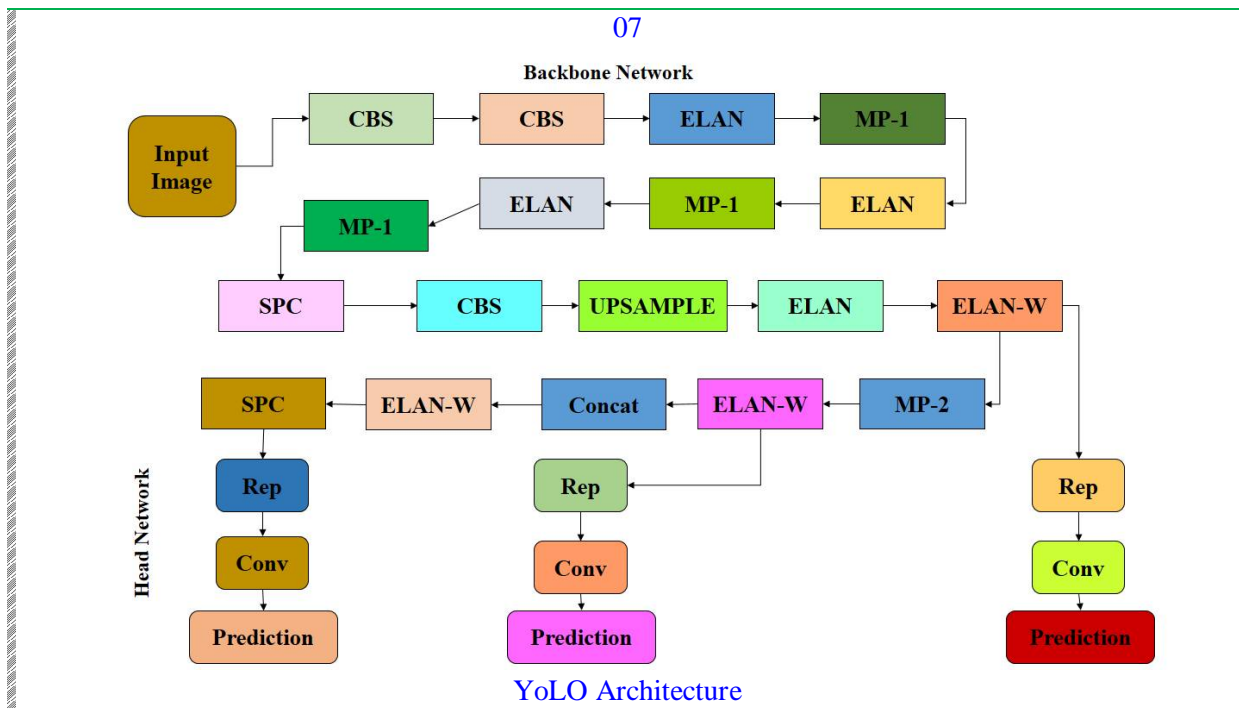 07
Backbone Network
Input
Image
CBS
CBS
ELAN
MP-1
ELAN
MP-1
ELAN
MP-1
SPC
CBS
UPSAMPLE
ELAN
ELAN-W
MP-2
ELAN-W
Concat
ELAN-W
SPC
Head Network
Rep
Conv
Prediction
Rep
Conv
Prediction
Rep
Conv
Prediction
YoLO Architecture